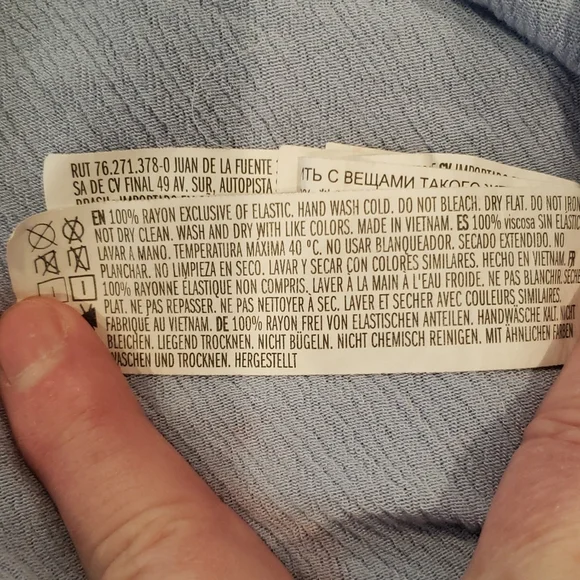 RUT 76.271.378-0 JUAN DE LA FUENTE
SA DE CV FINAL 49 AV. SUR, AUTOPISTA
ТЬ С ВЕЩАМИ ТАКОГО
EN 100% RAYON EXCLUSIVE OF ELASTIC. HAND WASH COLD. DO NOT BLEACH. DRY FLAT. DO NOT IRON
NOT DRY CLEAN. WASH AND DRY WITH LIKE COLORS. MADE IN VIETNAM. ES 100% viscosa SIN ELASTIC
LAVAR A MANO. TEMPERATURA MÁXIMA 40 °C. NO USAR BLANQUEADOR. SECADO EXTENDIDO. NO
PLANCHAR. NO LIMPIEZA EN SECO. LAVAR Y SECAR CON COLORES SIMILARES. HECHO EN VIETNAM. FR
100% RAYONNE ÉLASTIQUE NON COMPRIS. LAVER À LA MAIN À L'EAU FROIDE. NE PAS BLANCHIR. SÉCHE
PLAT. NE PAS REPASSER. NE PAS NETTOYER À SEC. LAVER ET SECHER AVEC COULEURS SIMILAIRES.
FABRIQUÉ AU VIETNAM. DE 100% RAYON FREI VON ELASTISCHEN ANTEILEN. HANDWÄSCHE KALT. NICHT
BLEICHEN. LIEGEND TROCKNEN. NICHT BÜGELN. NICHT CHEMISCH REINIGEN. MIT ÄHNLICHEN FARBEN
WASCHEN UND TROCKNEN. HERGESTELLT